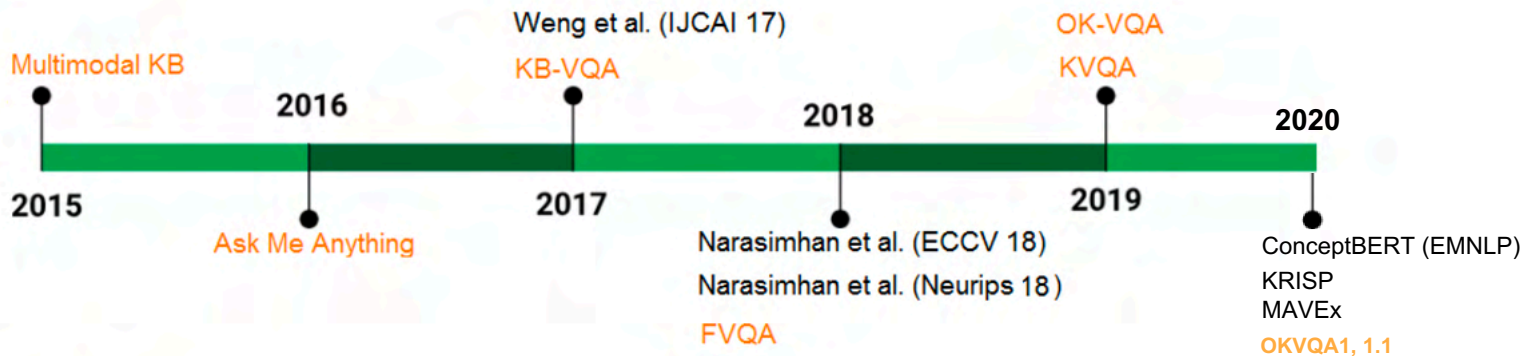 Weng et al. (IJCAI 17)
OK-VQA
Multimodal KB
KB-VQA
KVQA
2016
2018
2020
2015
2017
2019
Ask Me Anything
Narasimhan et al. (ECCV 18)
ConceptBERT (EMNLP)
Narasimhan et al. (Neurips 18)
KRISP
MAVEx
FVQA
OKVQA1, 1.1